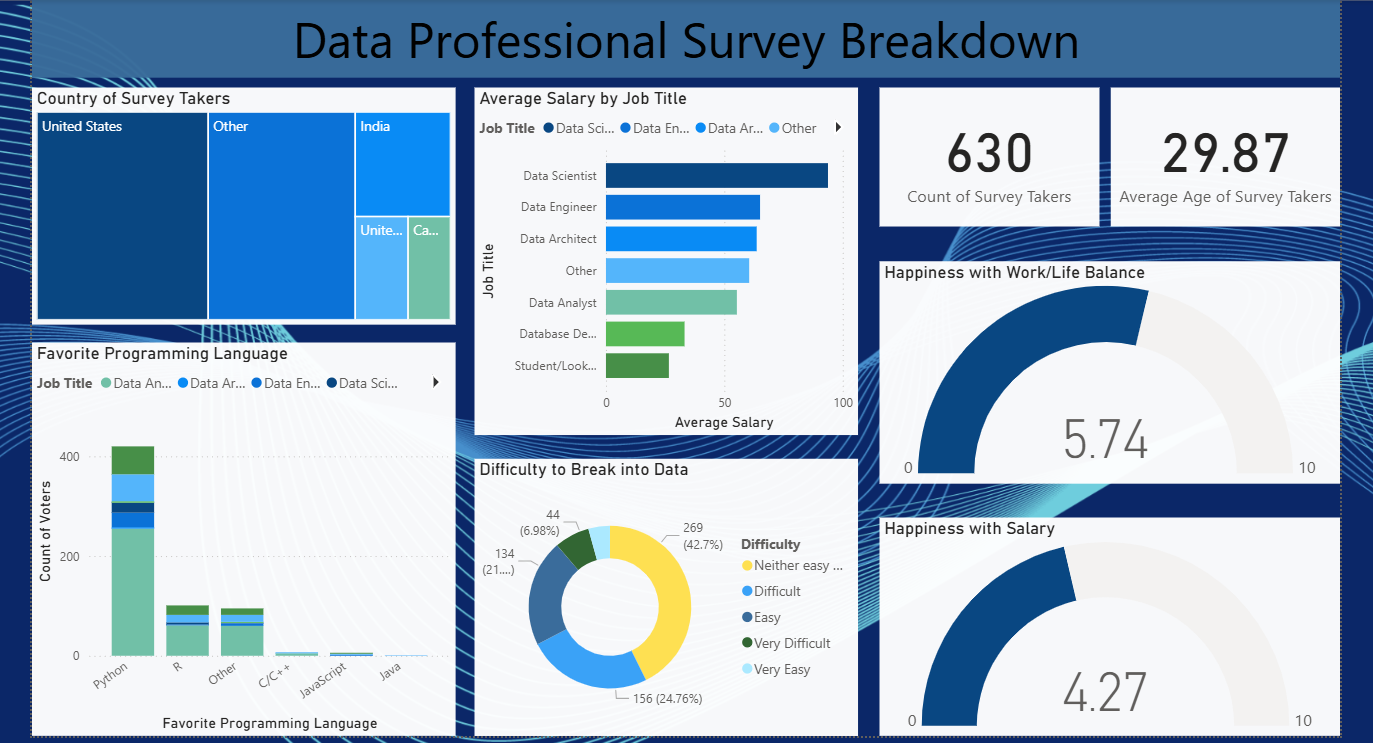 Data Professional Survey Breakdown
Country of Survey Takers
United States
Other
India
Unite...
Ca...
Average Salary by Job Title
Job Title Data Sci... Data En... Data Ar... Other
Job Title
Data Scientist
Data Engineer
Data Architect
Other
Data Analyst
Database De...
Student/Look...
0 50 100
Average Salary
630
Count of Survey Takers
29.87
Average Age of Survey Takers
Happiness with Work/Life Balance
5.74
0 10
Favorite Programming Language
Job Title Data An... Data Ar... Data En... Data Sci...
Count of Voters
400
200
0
Python R Other C/C++ JavaScript Java
Favorite Programming Language
Difficulty to Break into Data
44
(6.98%)
269
(42.7%)
134
(21....)
156 (24.76%)
Difficulty
Neither easy ...
Difficult
Easy
Very Difficult
Very Easy
Happiness with Salary
4.27
0 10